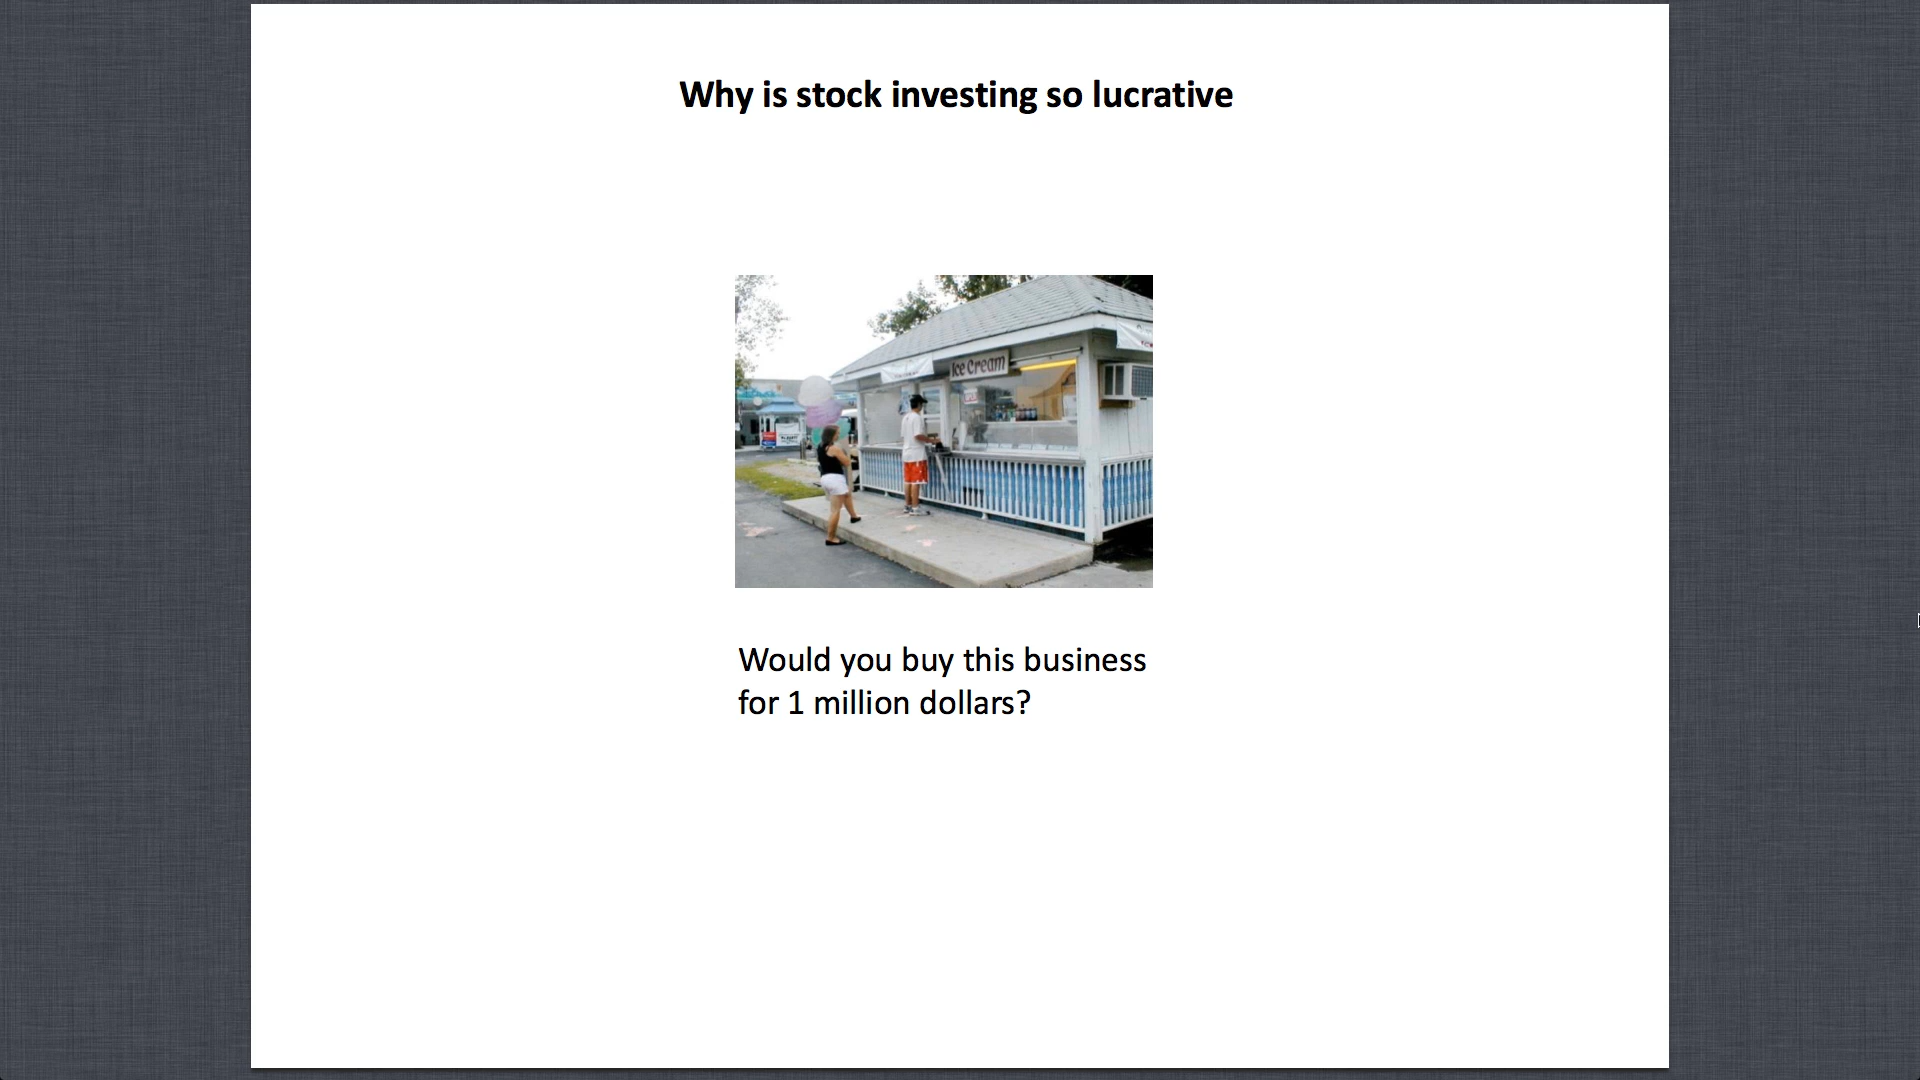 Why is stock investing so lucrative
Ice Cream
Would you buy this business
for 1 million dollars?